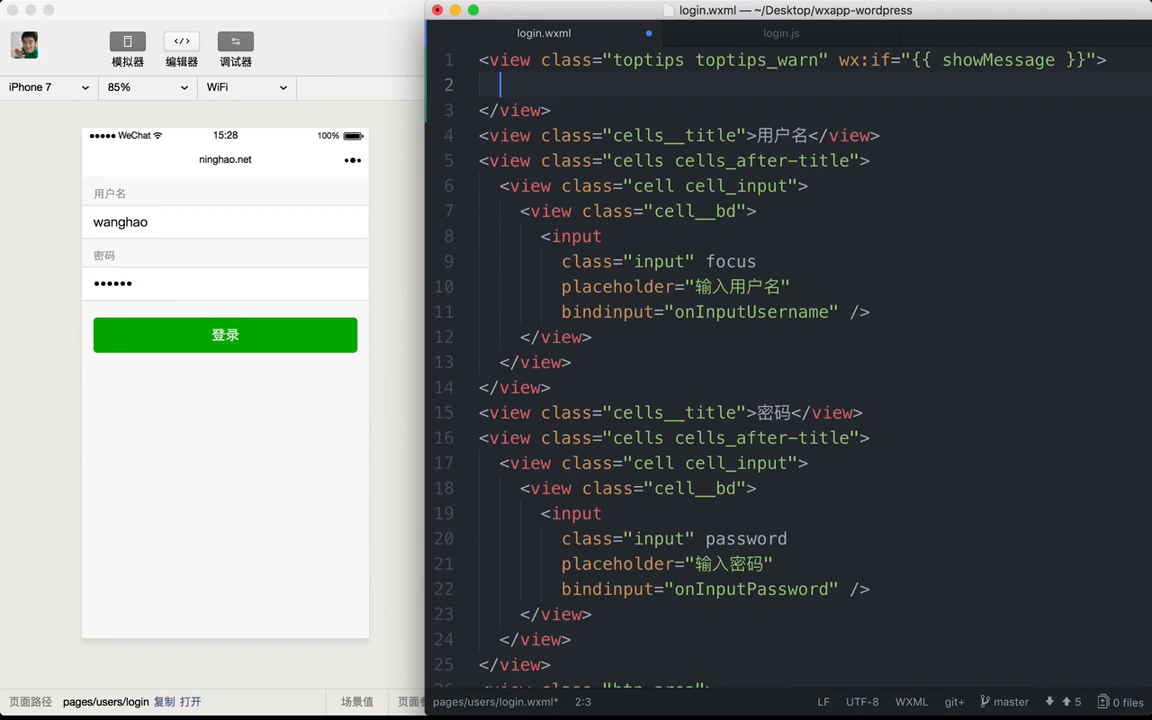 模拟器
编辑器
调试器
iPhone 7
85%
WiFi
WeChat
15:28
100%
ninghao.net
用户名
wanghao
密码
••••••
登录
页面路径
pages/users/login
复制
打开
场景值
login.wxml — ~/Desktop/wxapp-wordpress
login.wxml
login.js
1 <view class="toptips toptips_warn" wx:if="{{ showMessage }}">
2
3 </view>
4 <view class="cells__title">用户名</view>
5 <view class="cells cells_after-title">
6 <view class="cell cell_input">
7 <view class="cell__bd">
8 <input
9 class="input" focus
10 placeholder="输入用户名"
11 bindinput="onInputUsername" />
12 </view>
13 </view>
14 </view>
15 <view class="cells__title">密码</view>
16 <view class="cells cells_after-title">
17 <view class="cell cell_input">
18 <view class="cell__bd">
19 <input
20 class="input" password
21 placeholder="输入密码"
22 bindinput="onInputPassword" />
23 </view>
24 </view>
25 </view>
pages/users/login.wxml*
2:3
LF
UTF-8
WXML
git+
master
5
0 files